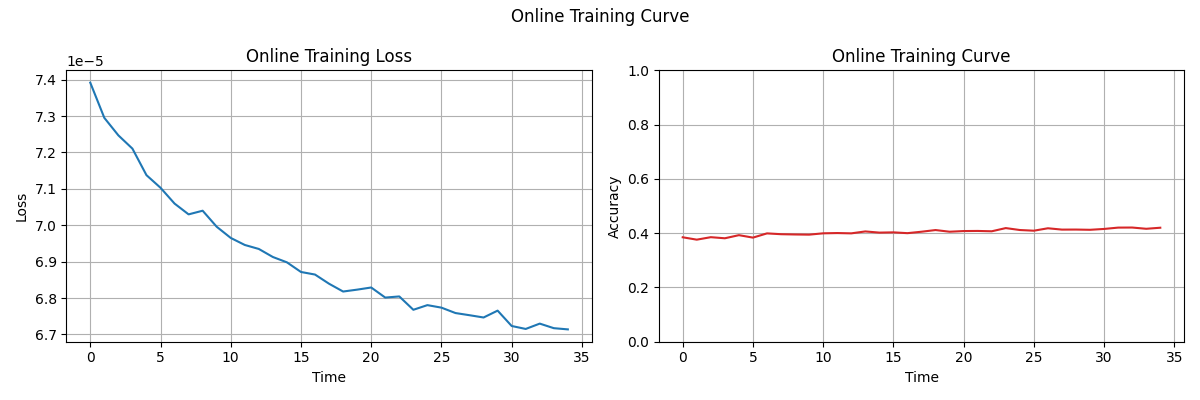 Online Training Curve
Online Training Loss
1e−5
7.4
7.3
7.2
7.1
7.0
6.9
6.8
6.7
Loss
0 5 10 15 20 25 30 35
Time
Online Training Curve
1.0
0.8
0.6
0.4
0.2
0.0
Accuracy
0 5 10 15 20 25 30 35
Time